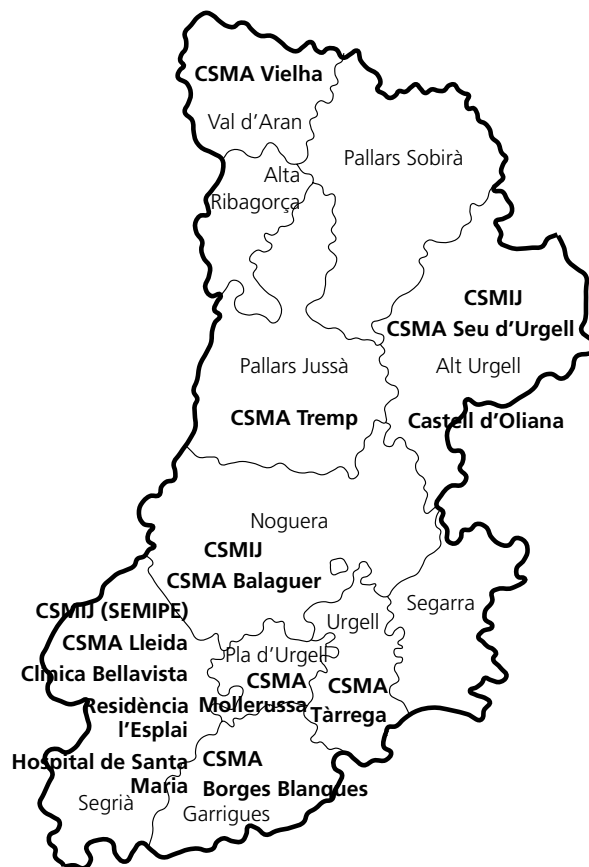 CSMA Vielha
Val d'Aran
Pallars Sobirà
Alta
Ribagorça
CSMIJ
CSMA Seu d'Urgell
Alt Urgell
Pallars Jussà
CSMA Tremp
Castell d'Oliana
Noguera
CSMIJ
CSMA Balaguer
Segarra
CSMIJ (SEMIPE)
CSMA Lleida
Clinica Bellavista
Residència
l'Esplai
Hospital de Santa
Maria
Segrià
Urgell
Pla d'Urgell
CSMA
Mollerussa
CSMA
Tàrrega
CSMA
Borges Blanques
Garrigues